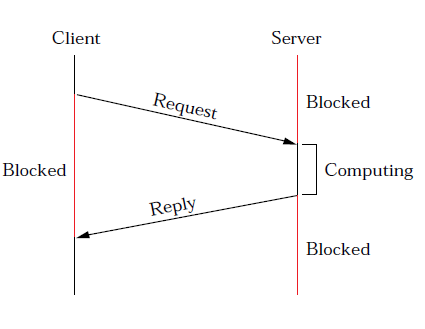 Client
Server
Request
Blocked
Blocked
Computing
Reply
Blocked